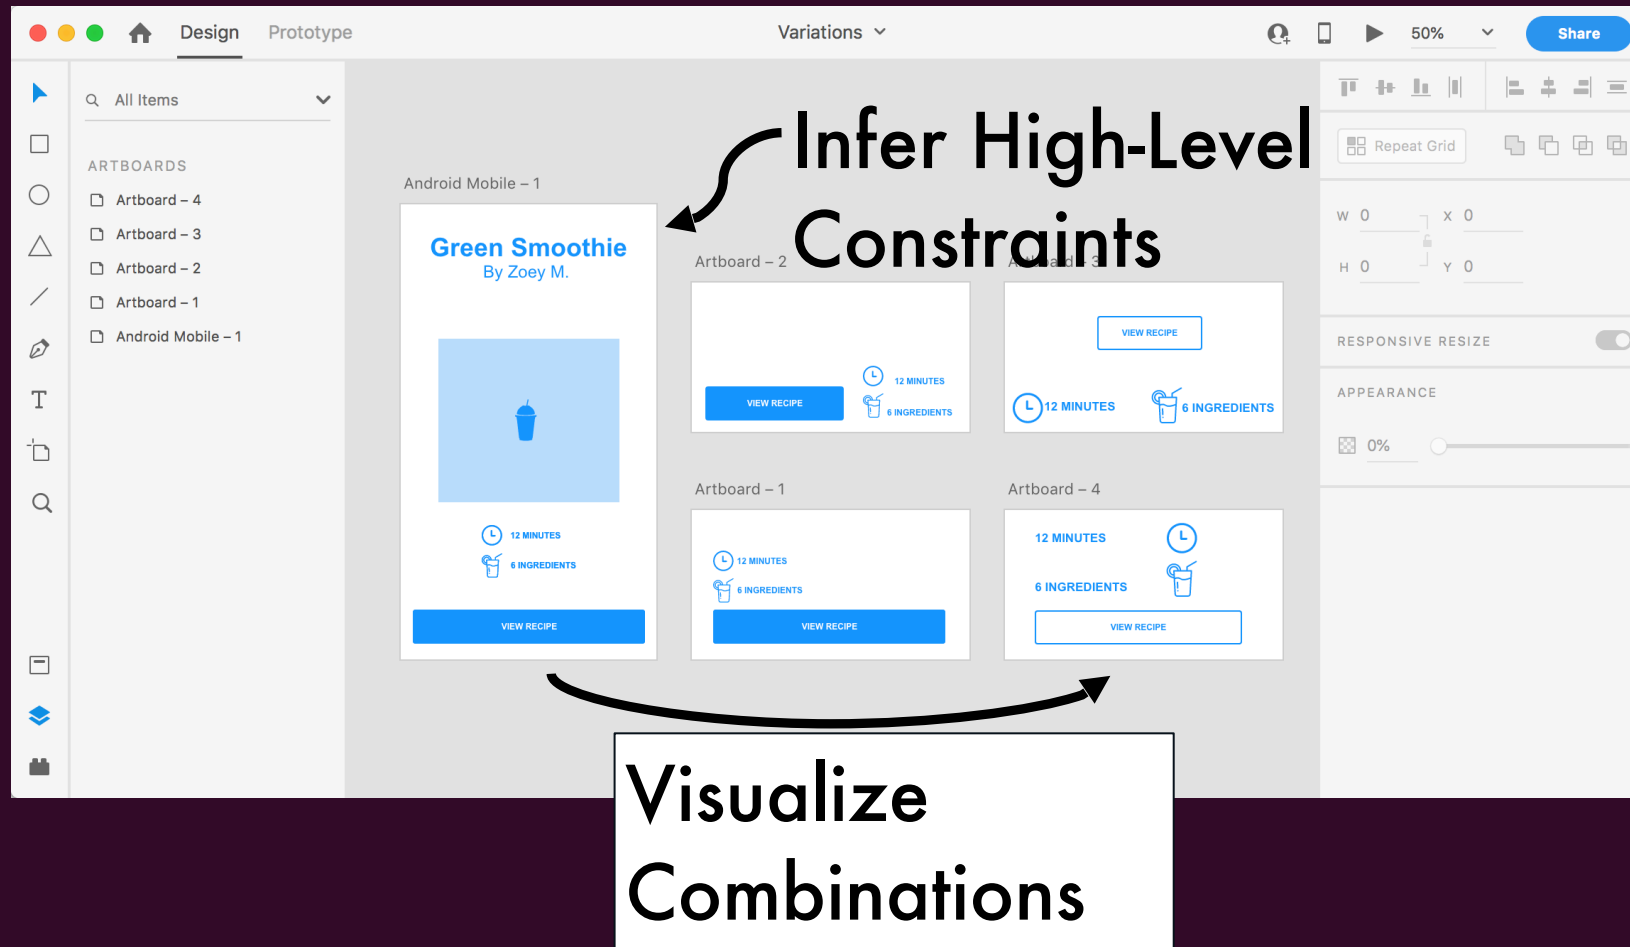 Design Prototype Variations 50% Share
All Items
ARTBOARDS
Artboard – 4
Artboard – 3
Artboard – 2
Artboard – 1
Android Mobile – 1
Infer High-Level
Constraints
Android Mobile – 1
Green Smoothie
By Zoey M.
12 MINUTES
6 INGREDIENTS
VIEW RECIPE
Artboard – 2
VIEW RECIPE
12 MINUTES
6 INGREDIENTS
Artboard – 3
VIEW RECIPE
12 MINUTES
6 INGREDIENTS
Artboard – 1
12 MINUTES
6 INGREDIENTS
VIEW RECIPE
Artboard – 4
12 MINUTES
6 INGREDIENTS
VIEW RECIPE
Visualize
Combinations
Repeat Grid
W 0 X 0
H 0 Y 0
RESPONSIVE RESIZE
APPEARANCE
0%